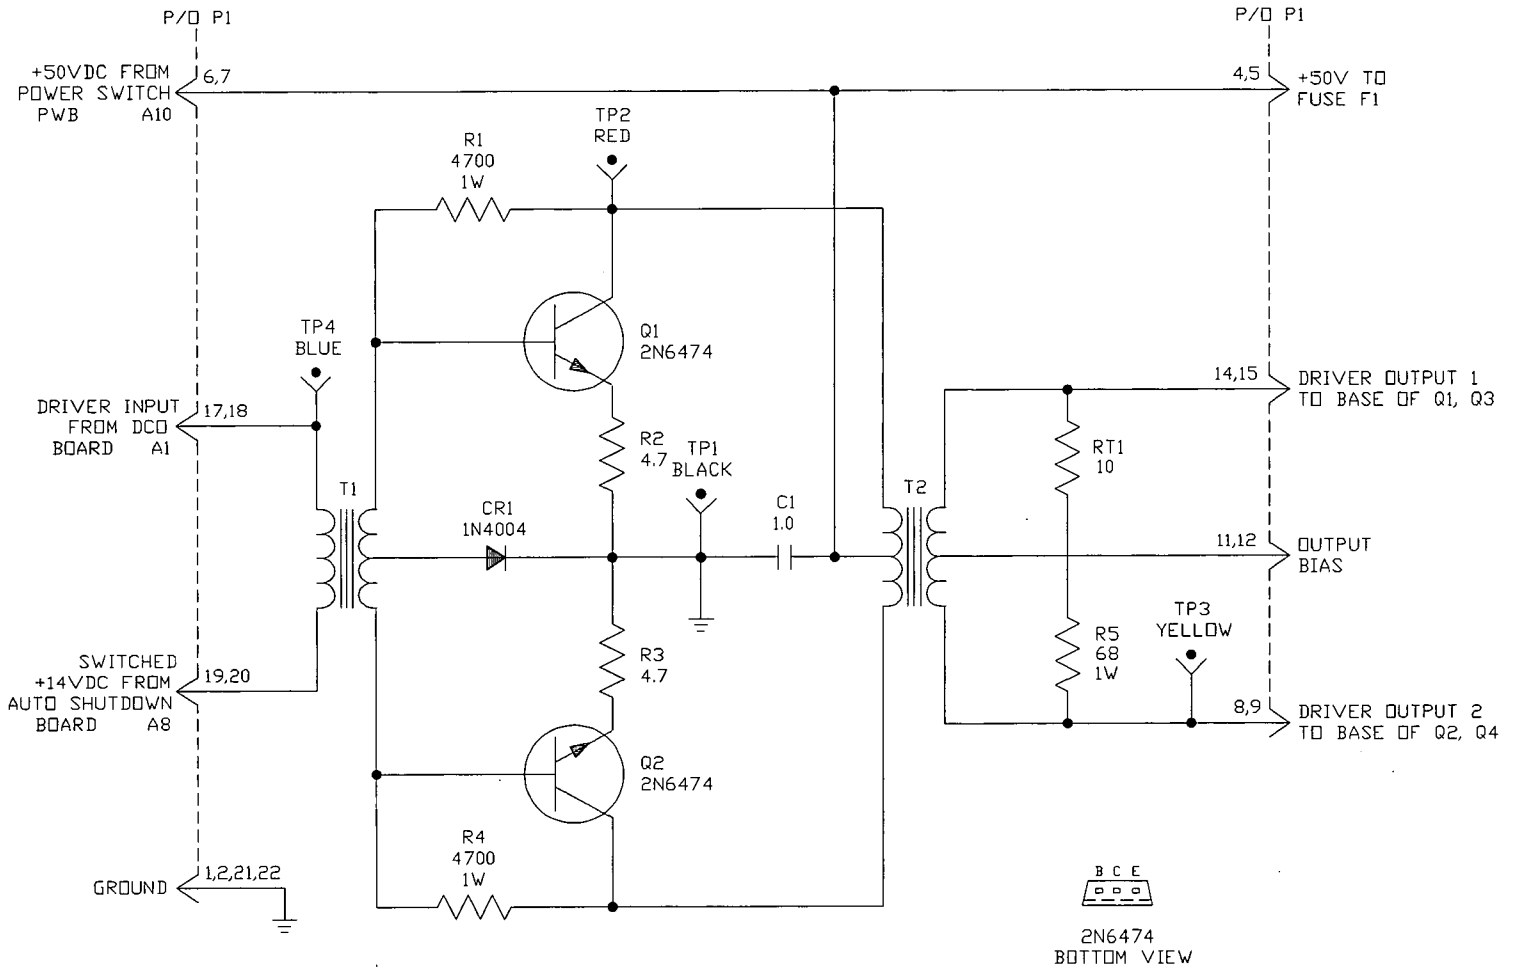 P/O P1
P/O P1
+50VDC FROM
POWER SWITCH
PWB A10
6,7
4,5
+50V TO
FUSE F1
TP2
RED
R1
4700
1W
Q1
2N6474
TP4
BLUE
DRIVER INPUT
FROM DCO
BOARD A1
17,18
14,15
DRIVER OUTPUT 1
TO BASE OF Q1, Q3
R2
4.7
TP1
BLACK
RT1
10
T1
CR1
1N4004
C1
1.0
T2
11,12
OUTPUT
BIAS
SWITCHED
+14VDC FROM
AUTO SHUTDOWN
BOARD A8
19,20
R3
4.7
R5
68
1W
TP3
YELLOW
8,9
DRIVER OUTPUT 2
TO BASE OF Q2, Q4
Q2
2N6474
R4
4700
1W
GROUND
1,2,21,22
B C E
2N6474
BOTTOM VIEW